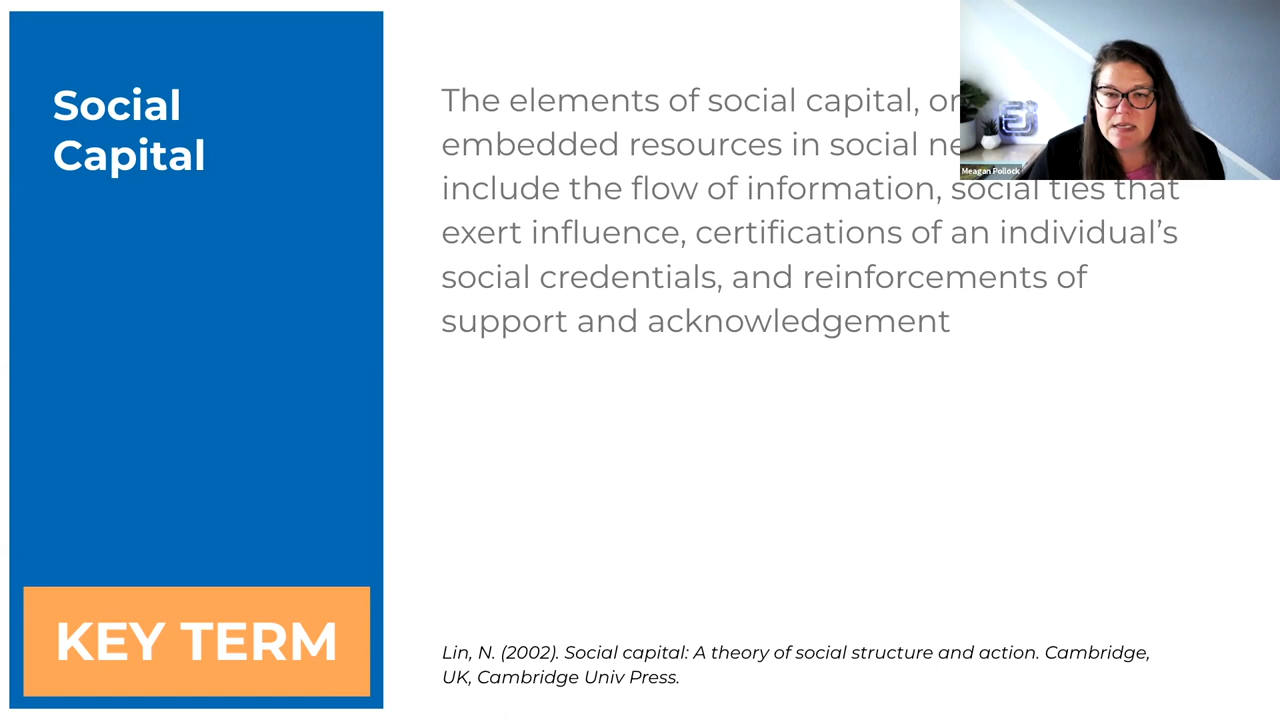 Social
Capital
The elements of social capital, or
embedded resources in social
include the flow of information, social ties that
exert influence, certifications of an individual's
social credentials, and reinforcements of
support and acknowledgement
Meagan Pollock
KEY TERM
Lin, N. (2002). Social capital: A theory of social structure and action. Cambridge,
UK, Cambridge Univ Press.